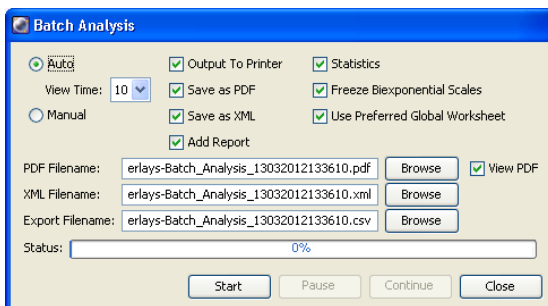 Batch Analysis
Auto Output To Printer Statistics
View Time: 10 Save as PDF Freeze Biexponential Scales
Manual Save as XML Use Preferred Global Worksheet
Add Report
PDF Filename: erlays-Batch_Analysis_13032012133610.pdf Browse View PDF
XML Filename: erlays-Batch_Analysis_13032012133610.xml Browse
Export Filename: erlays-Batch_Analysis_13032012133610.csv Browse
Status: 0%
Start Pause Continue Close